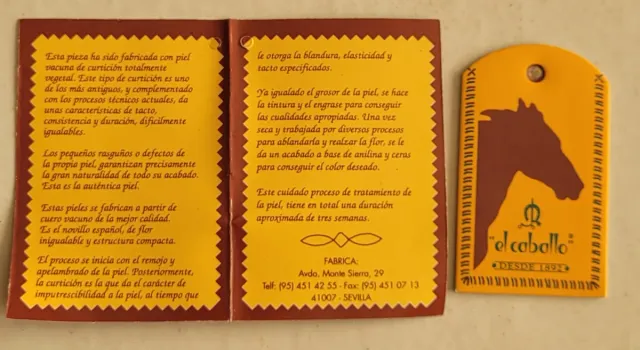 Esta pieza ha sido fabricada con piel
vacuna de curtición totalmente
vegetal. Este tipo de curtición es uno
de los más antiguos, y complementado
con los procesos técnicos actuales, da
unas características de tacto,
consistencia y duración, dificilmente
igualables.
Los pequeños rasguños o defectos de
la propia piel, garantizan precisamente
la gran naturalidad de todo su acabado.
Esta es la auténtica piel.
Estas pieles se fabrican a partir de
cuero vacuno de la mejor calidad.
Es el novillo español, de flor
inigualable y estructura compacta.
El proceso se inicia con el remojo y
apelambrado de la piel. Posteriormente,
la curtición es la que da el carácter de
imputrescibilidad a la piel, al tiempo que
le otorga la blandura, elasticidad y
tacto especificados.
Ya igualado el grosor de la piel, se hace
la tintura y el engrase para conseguir
las cualidades apropiadas. Una vez
seca y trabajada por diversos procesos
para ablandarla y realzar la flor, se le
da un acabado a base de anilina y ceras
para conseguir el color deseado.
Este cuidado proceso de tratamiento de
la piel, tiene en total una duración
aproximada de tres semanas.
FABRICA:
Avda. Monte Sierra, 29
Telf: (95) 451 42 55 - Fax: (95) 451 07 13
41007 - SEVILLA
"el caballo"
DESDE 1892